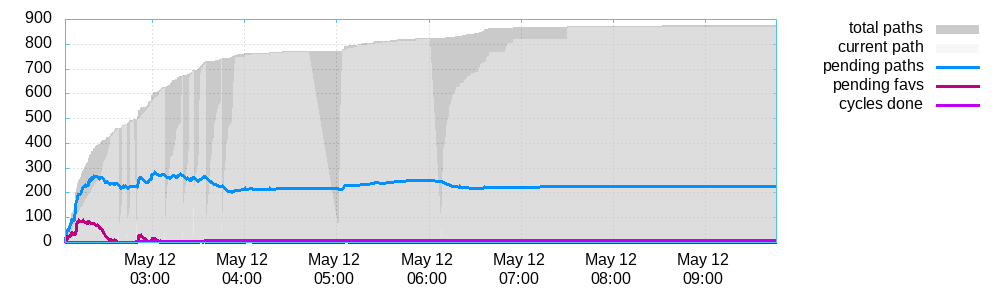 900
800
700
600
500
400
300
200
100
0
May 12 May 12 May 12 May 12 May 12 May 12 May 12
03:00 04:00 05:00 06:00 07:00 08:00 09:00
total paths
current path
pending paths
pending favs
cycles done